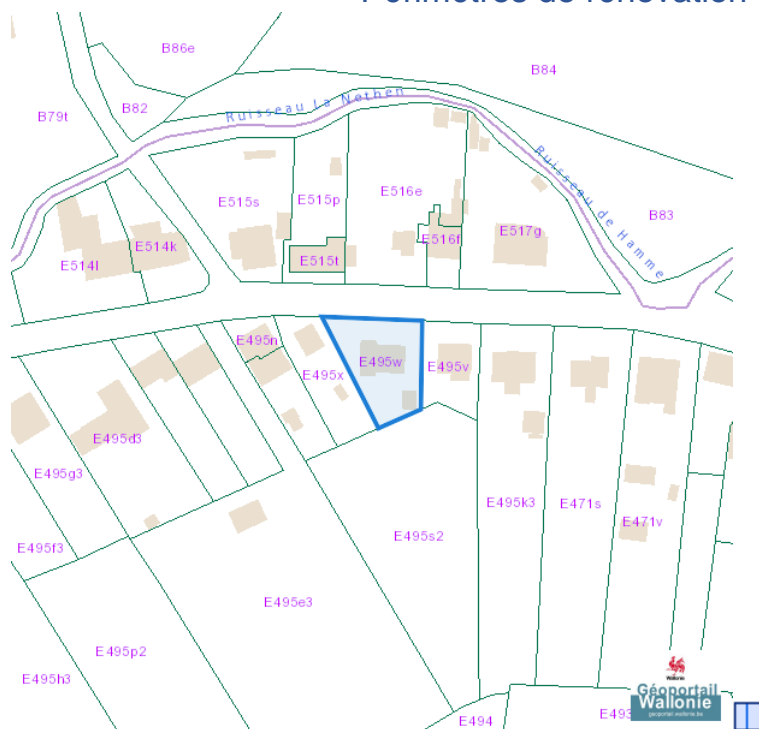 Périmètres de rénovation
B86e
B84
B79t
B82
Ruisseau La Nethen
Ruisseau de Hamme
E515s
E515p
E516e
B83
E514l
E514k
E515t
E516f
E517g
E495n
E495x
E495w
E495v
E495d3
E495g3
E495k3
E471s
E471v
E495f3
E495s2
E495e3
E495p2
E495h3
E494
E493
Wallonie
Géoportail
Wallonie
geoportail.wallonie.be